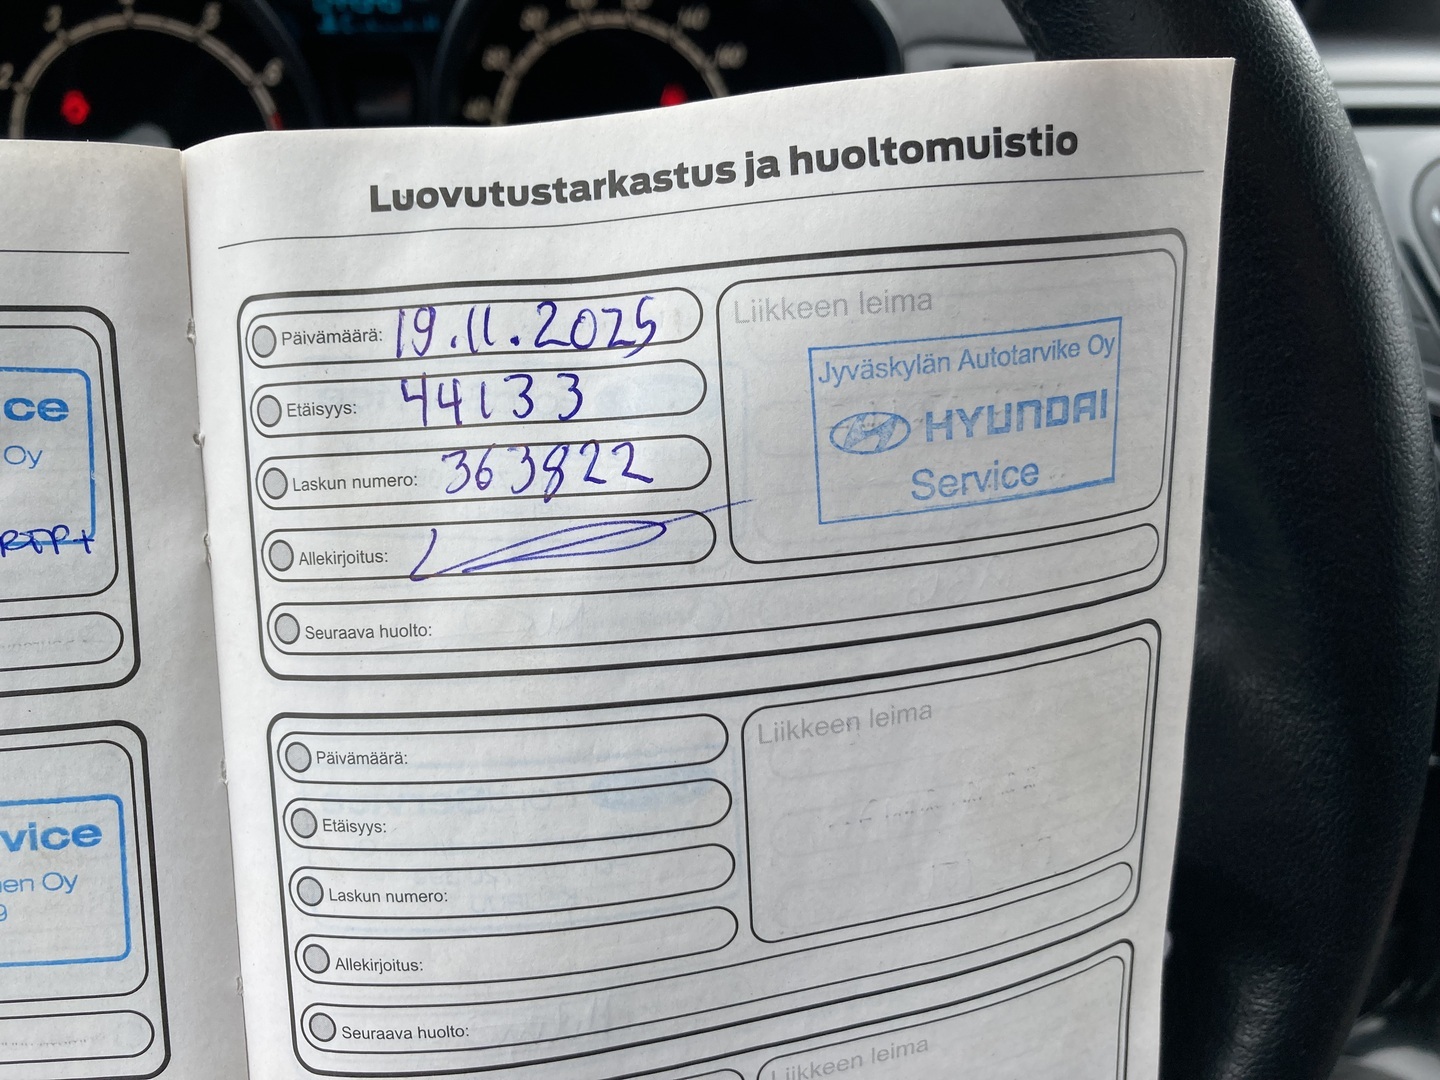 Luovutustarkastus ja huoltomuistio
Päivämäärä: 19.11.2025
Etäisyys: 44133
Laskun numero: 363822
Allekirjoitus:
Seuraava huolto:
Liikkeen leima
Jyväskylän Autotarvike Oy
HYUNDAI
Service
Päivämäärä:
Etäisyys:
Laskun numero:
Allekirjoitus:
Seuraava huolto:
Liikkeen leima
Liikkeen leima
ce
Oy
vice
en Oy
9